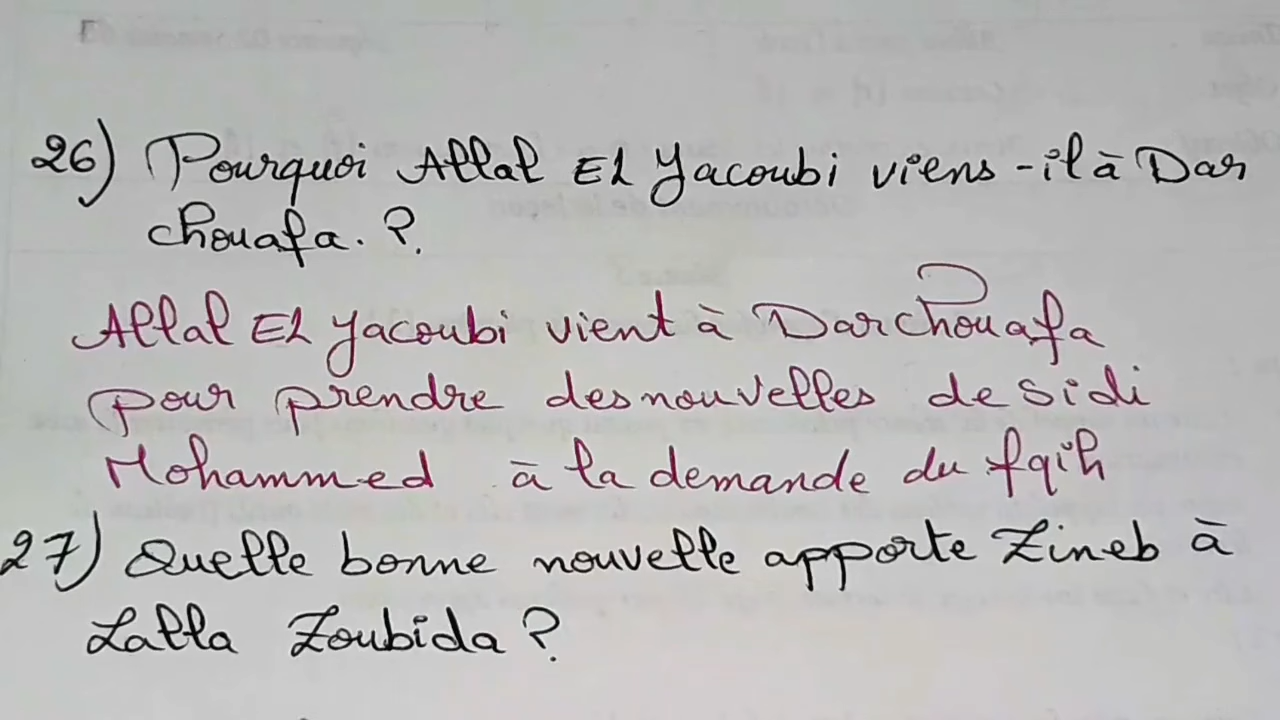 26) Pourquoi Allal El Yacoubi viens-il à Dar
chouafa. ?.
Allal El Yacoubi vient à Dar Chouafa
pour prendre des nouvelles de Sidi
Mohammed à la demande du fqih
27) Quelle bonne nouvelle apporte Zineb à
Lalla Zoubida ?